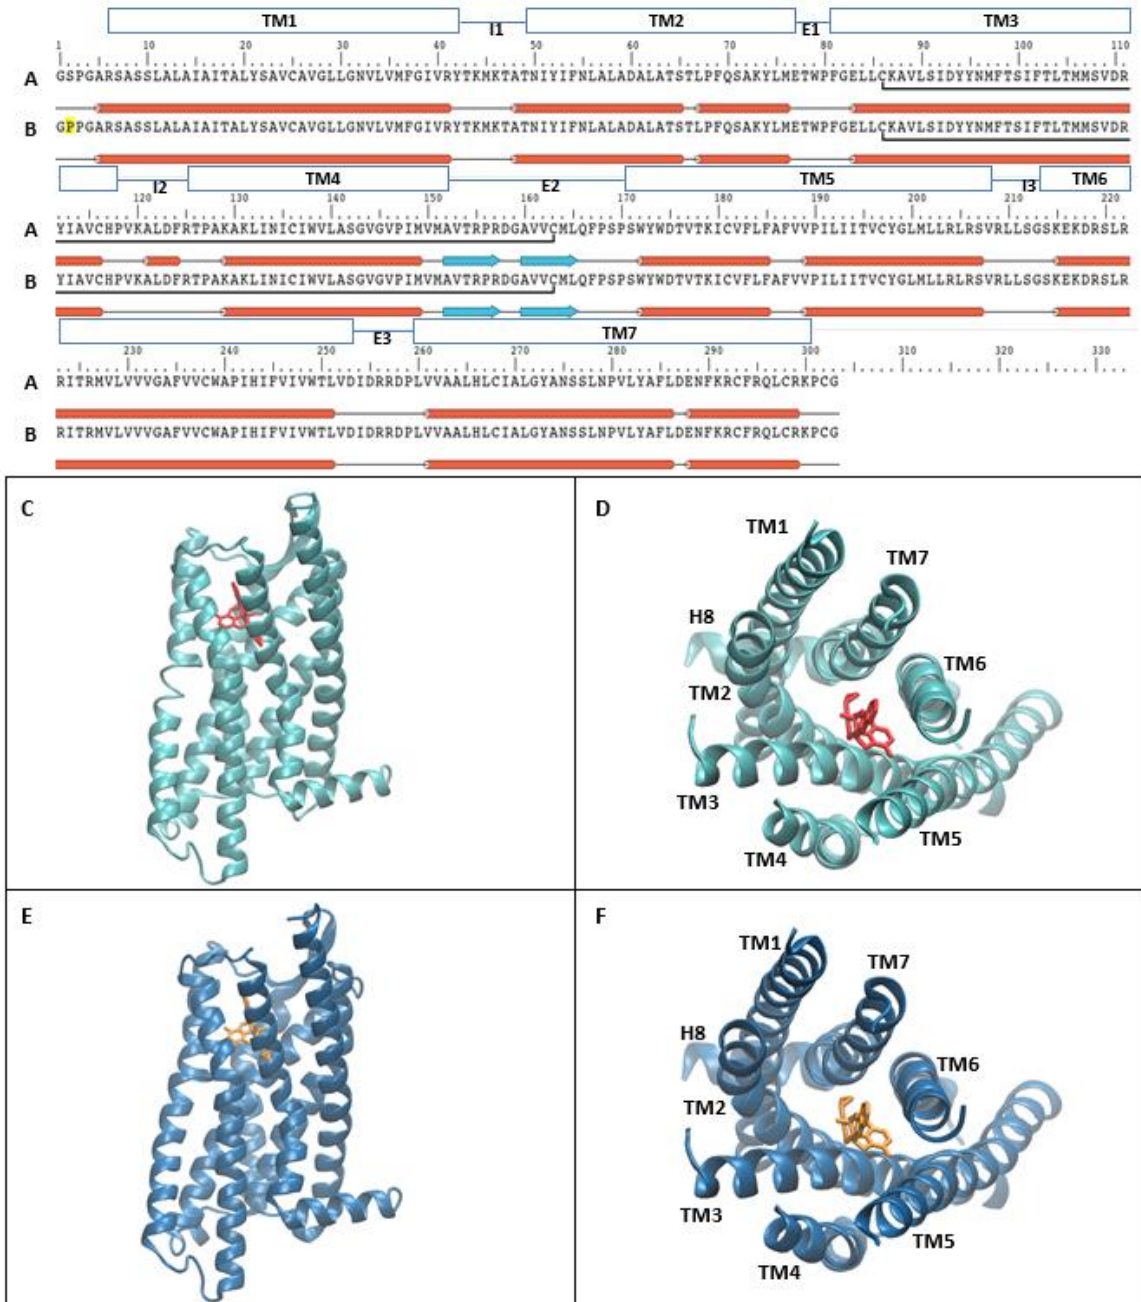 TM1 I1 TM2 E1 TM3
1 10 20 30 40 50 60 70 80 90 100 110
A GSPGARSASSLALAIAITALYSAVCAVGLLGNVLVMFGIVRYTKMKTATNIYIFNLALADALATSTLPFQSAKYLMETWPFGELLCKAVLSIDYYNMFTSIFTLTMMSVDR
B GPPGARSASSLALAIAITALYSAVCAVGLLGNVLVMFGIVRYTKMKTATNIYIFNLALADALATSTLPFQSAKYLMETWPFGELLCKAVLSIDYYNMFTSIFTLTMMSVDR
I2 TM4 E2 TM5 I3 TM6
120 130 140 150 160 170 180 190 200 210 220
A YIAVCHPVKALDFRTPAKAKLINICIWVLASGVGVPIMVMAVTRPRDGAVVCMLQFPSPSWYWDTVTKICVFLFAFVVPILIITVCYGLMLLRLRSVRLLSGSKEKDRSLR
B YIAVCHPVKALDFRTPAKAKLINICIWVLASGVGVPIMVMAVTRPRDGAVVCMLQFPSPSWYWDTVTKICVFLFAFVVPILIITVCYGLMLLRLRSVRLLSGSKEKDRSLR
E3 TM7
230 240 250 260 270 280 290 300 310 320 330
A RITRMVLVVVGAFVVCWAPIHIFVIVWTLVDIDRRDPLVVAALHLCIALGYANSSLNPVLYAFLDENFKRCFRQLCRKPCG
B RITRMVLVVVGAFVVCWAPIHIFVIVWTLVDIDRRDPLVVAALHLCIALGYANSSLNPVLYAFLDENFKRCFRQLCRKPCG
C
D
TM1
TM7
H8
TM6
TM2
TM3
TM5
TM4
E
F
TM1
TM7
H8
TM6
TM2
TM3
TM5
TM4